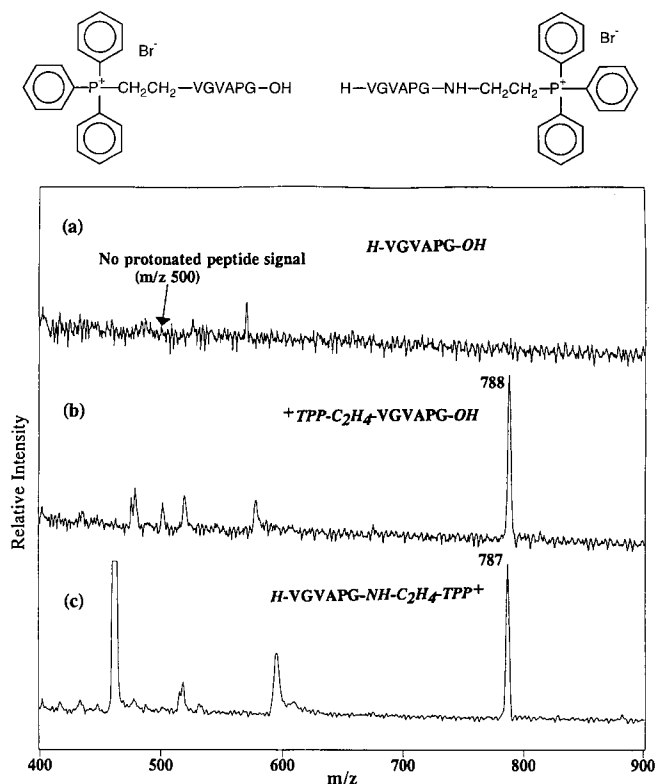 Br-
P+-CH2CH2-VGVAPG-OH
Br-
H-VGVAPG-NH-CH2CH2-P+
(a)
H-VGVAPG-OH
No protonated peptide signal
(m/z 500)
788
(b)
+TPP-C2H4-VGVAPG-OH
787
(c)
H-VGVAPG-NH-C2H4-TPP+
Relative Intensity
400 500 600 700 800 900
m/z